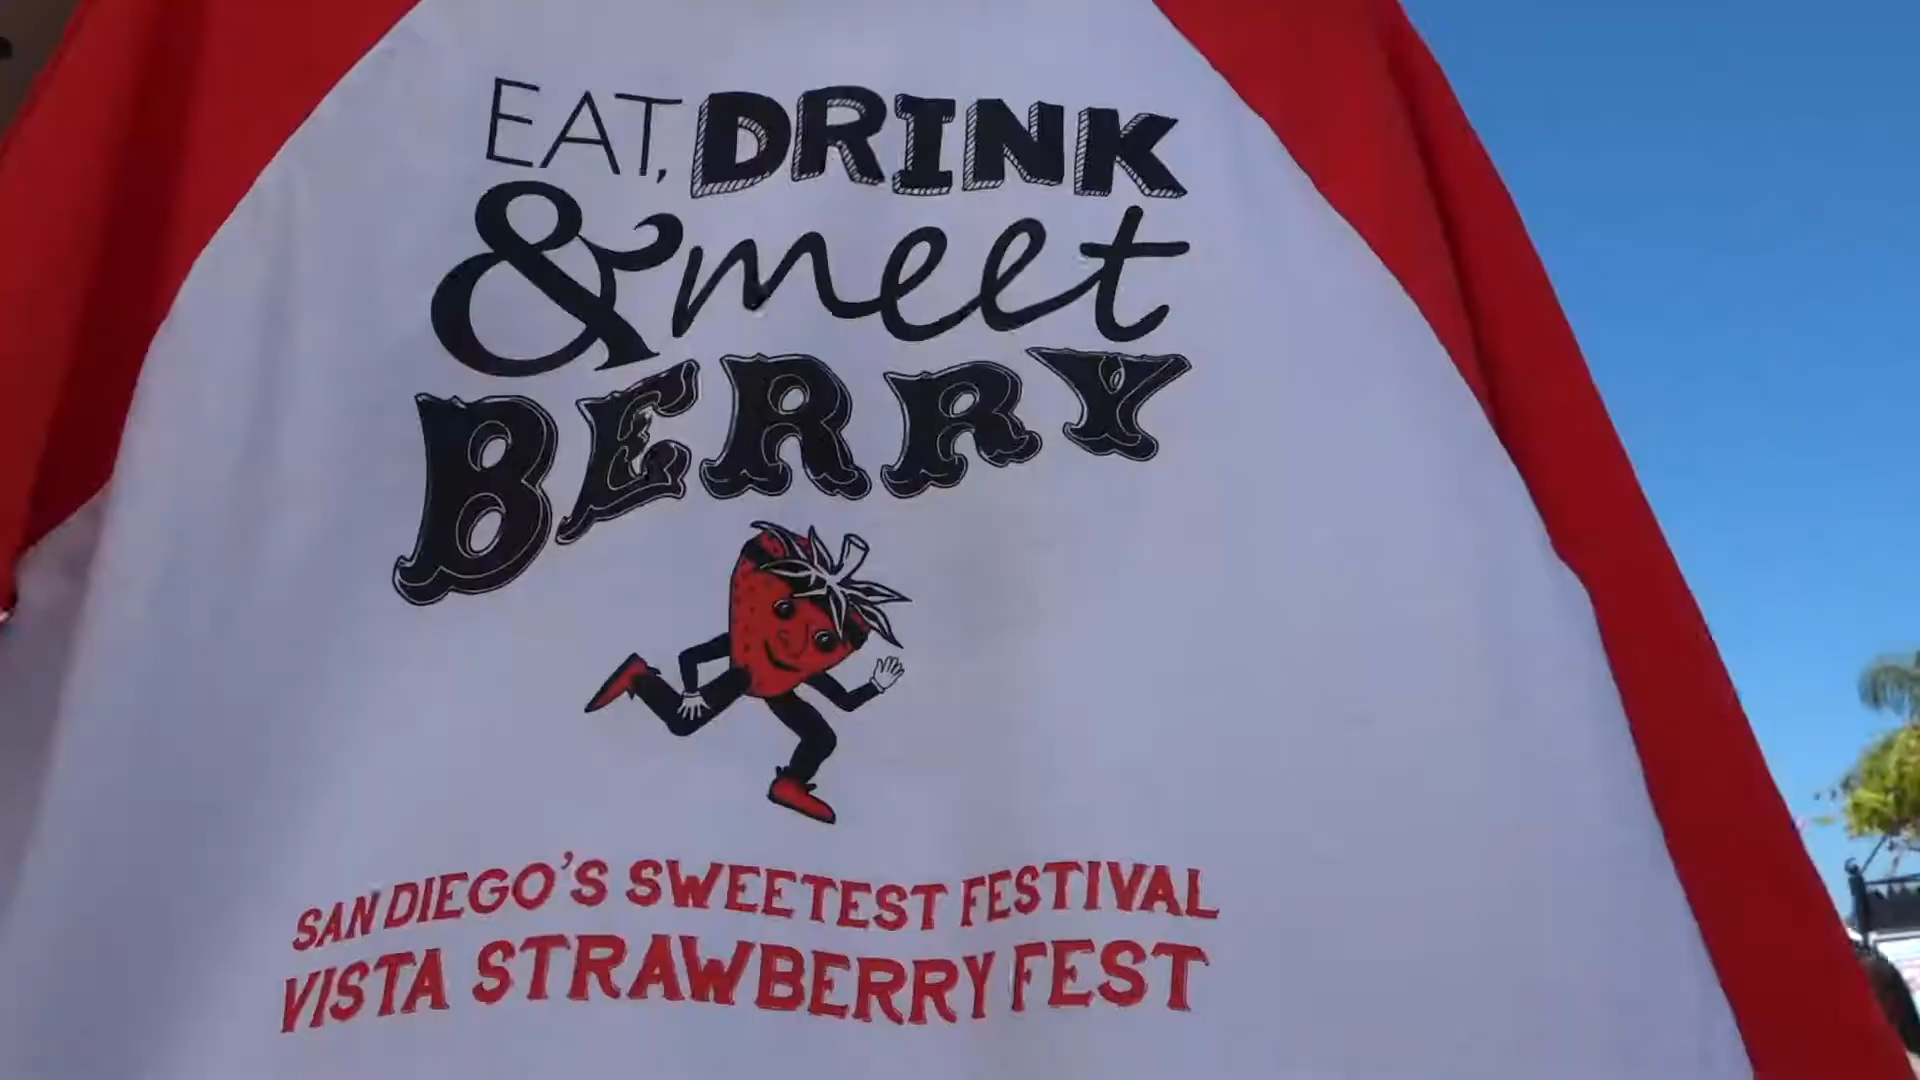 EAT, DRINK
& meet
BERRY
SAN DIEGO'S SWEETEST FESTIVAL
VISTA STRAWBERRY FEST